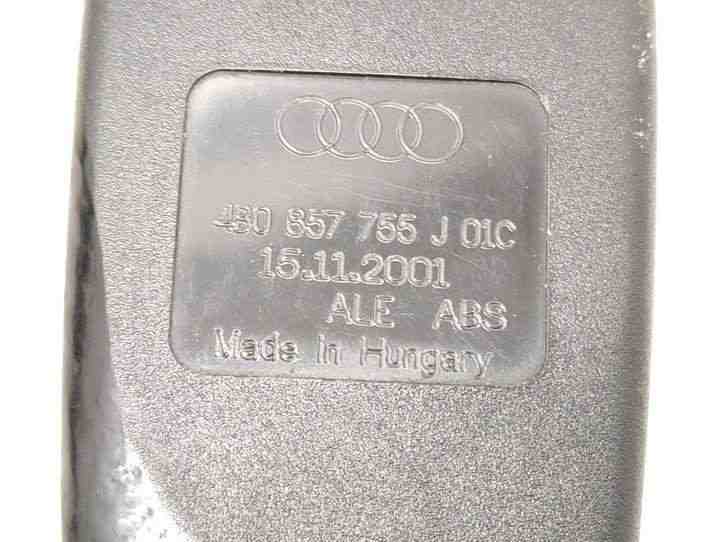 4B0 857 755 J 01C
15.11.2001
ALE ABS
Made In Hungary